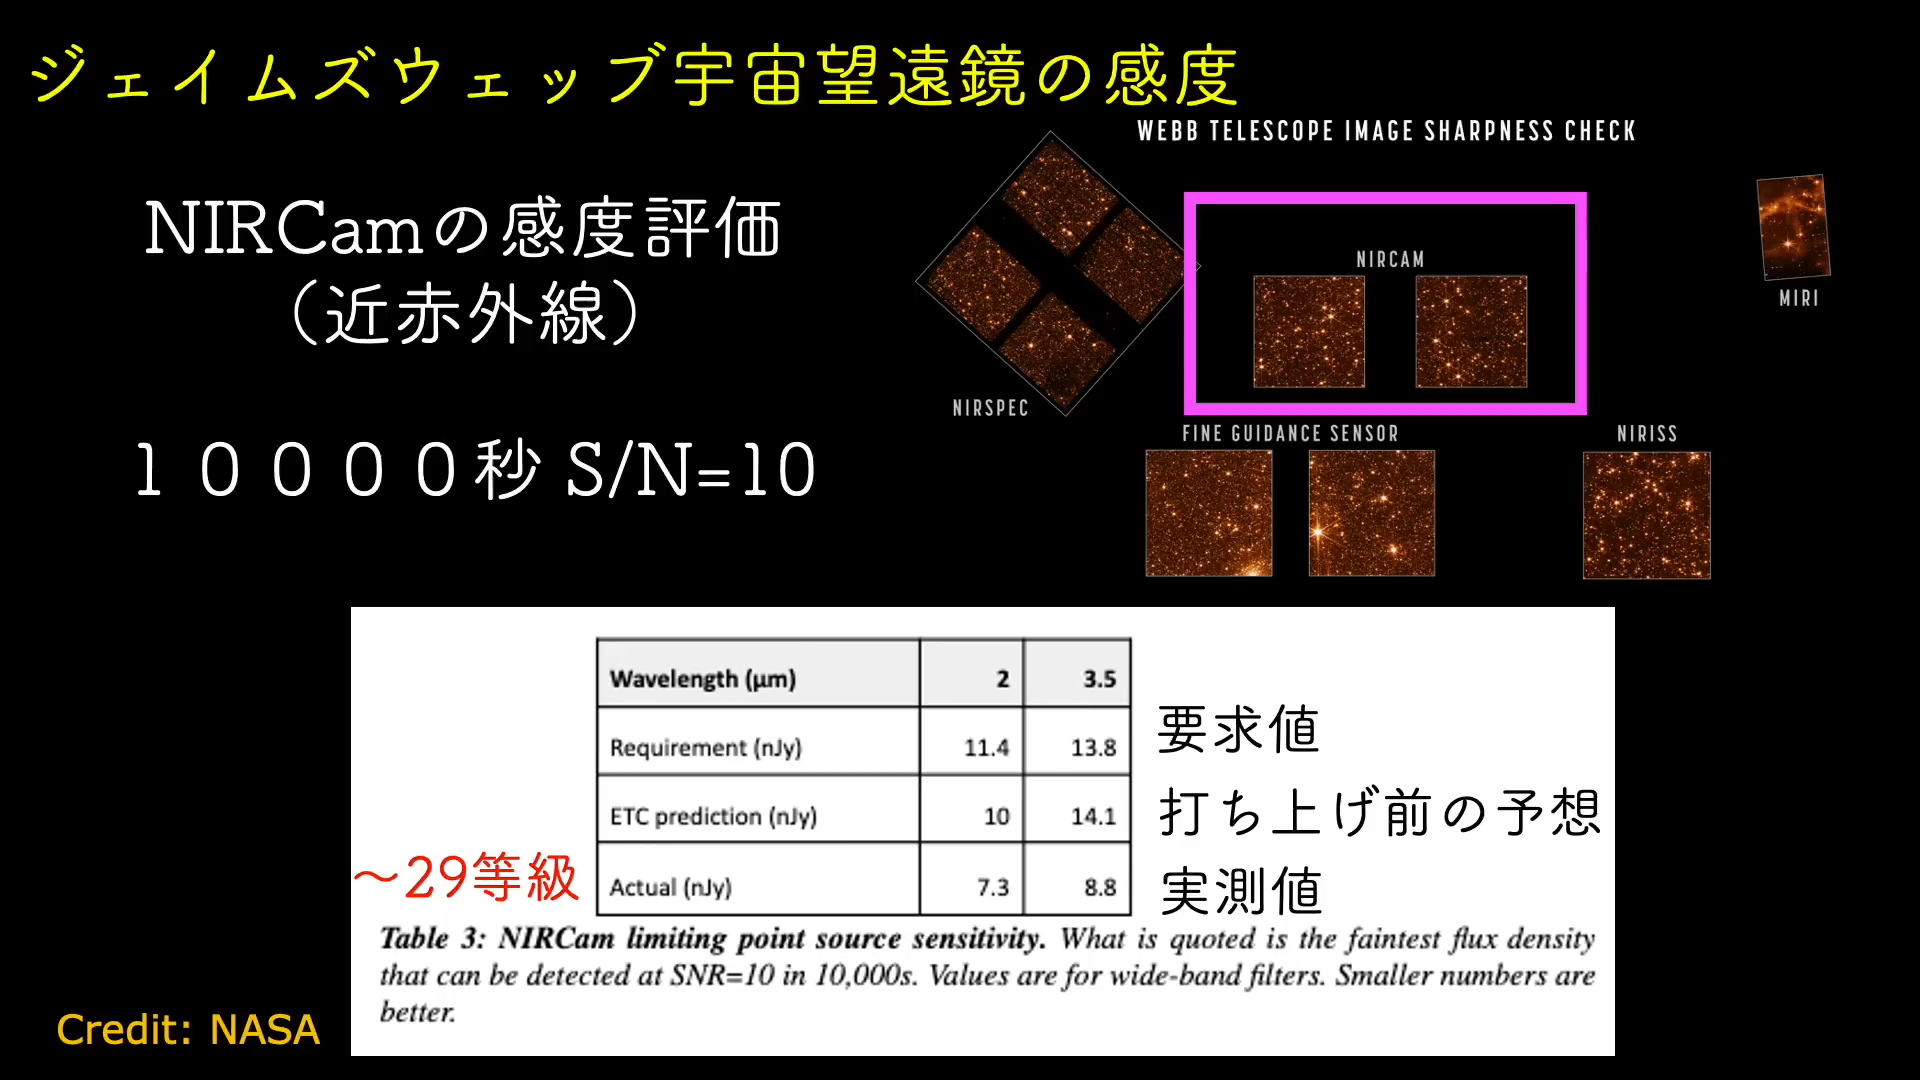 ジェイムズウェッブ宇宙望遠鏡の感度
WEBB TELESCOPE IMAGE SHARPNESS CHECK
NIRCamの感度評価
（近赤外線）
１００００秒 S/N=10
NIRCAM
MIRI
NIRSPEC
FINE GUIDANCE SENSOR
NIRISS
Wavelength (μm) 2 3.5
Requirement (nJy) 11.4 13.8 要求値
ETC prediction (nJy) 10 14.1 打ち上げ前の予想
～29等級 Actual (nJy) 7.3 8.8 実測値
Table 3: NIRCam limiting point source sensitivity. What is quoted is the faintest flux density
that can be detected at SNR=10 in 10,000s. Values are for wide-band filters. Smaller numbers are
better.
Credit: NASA